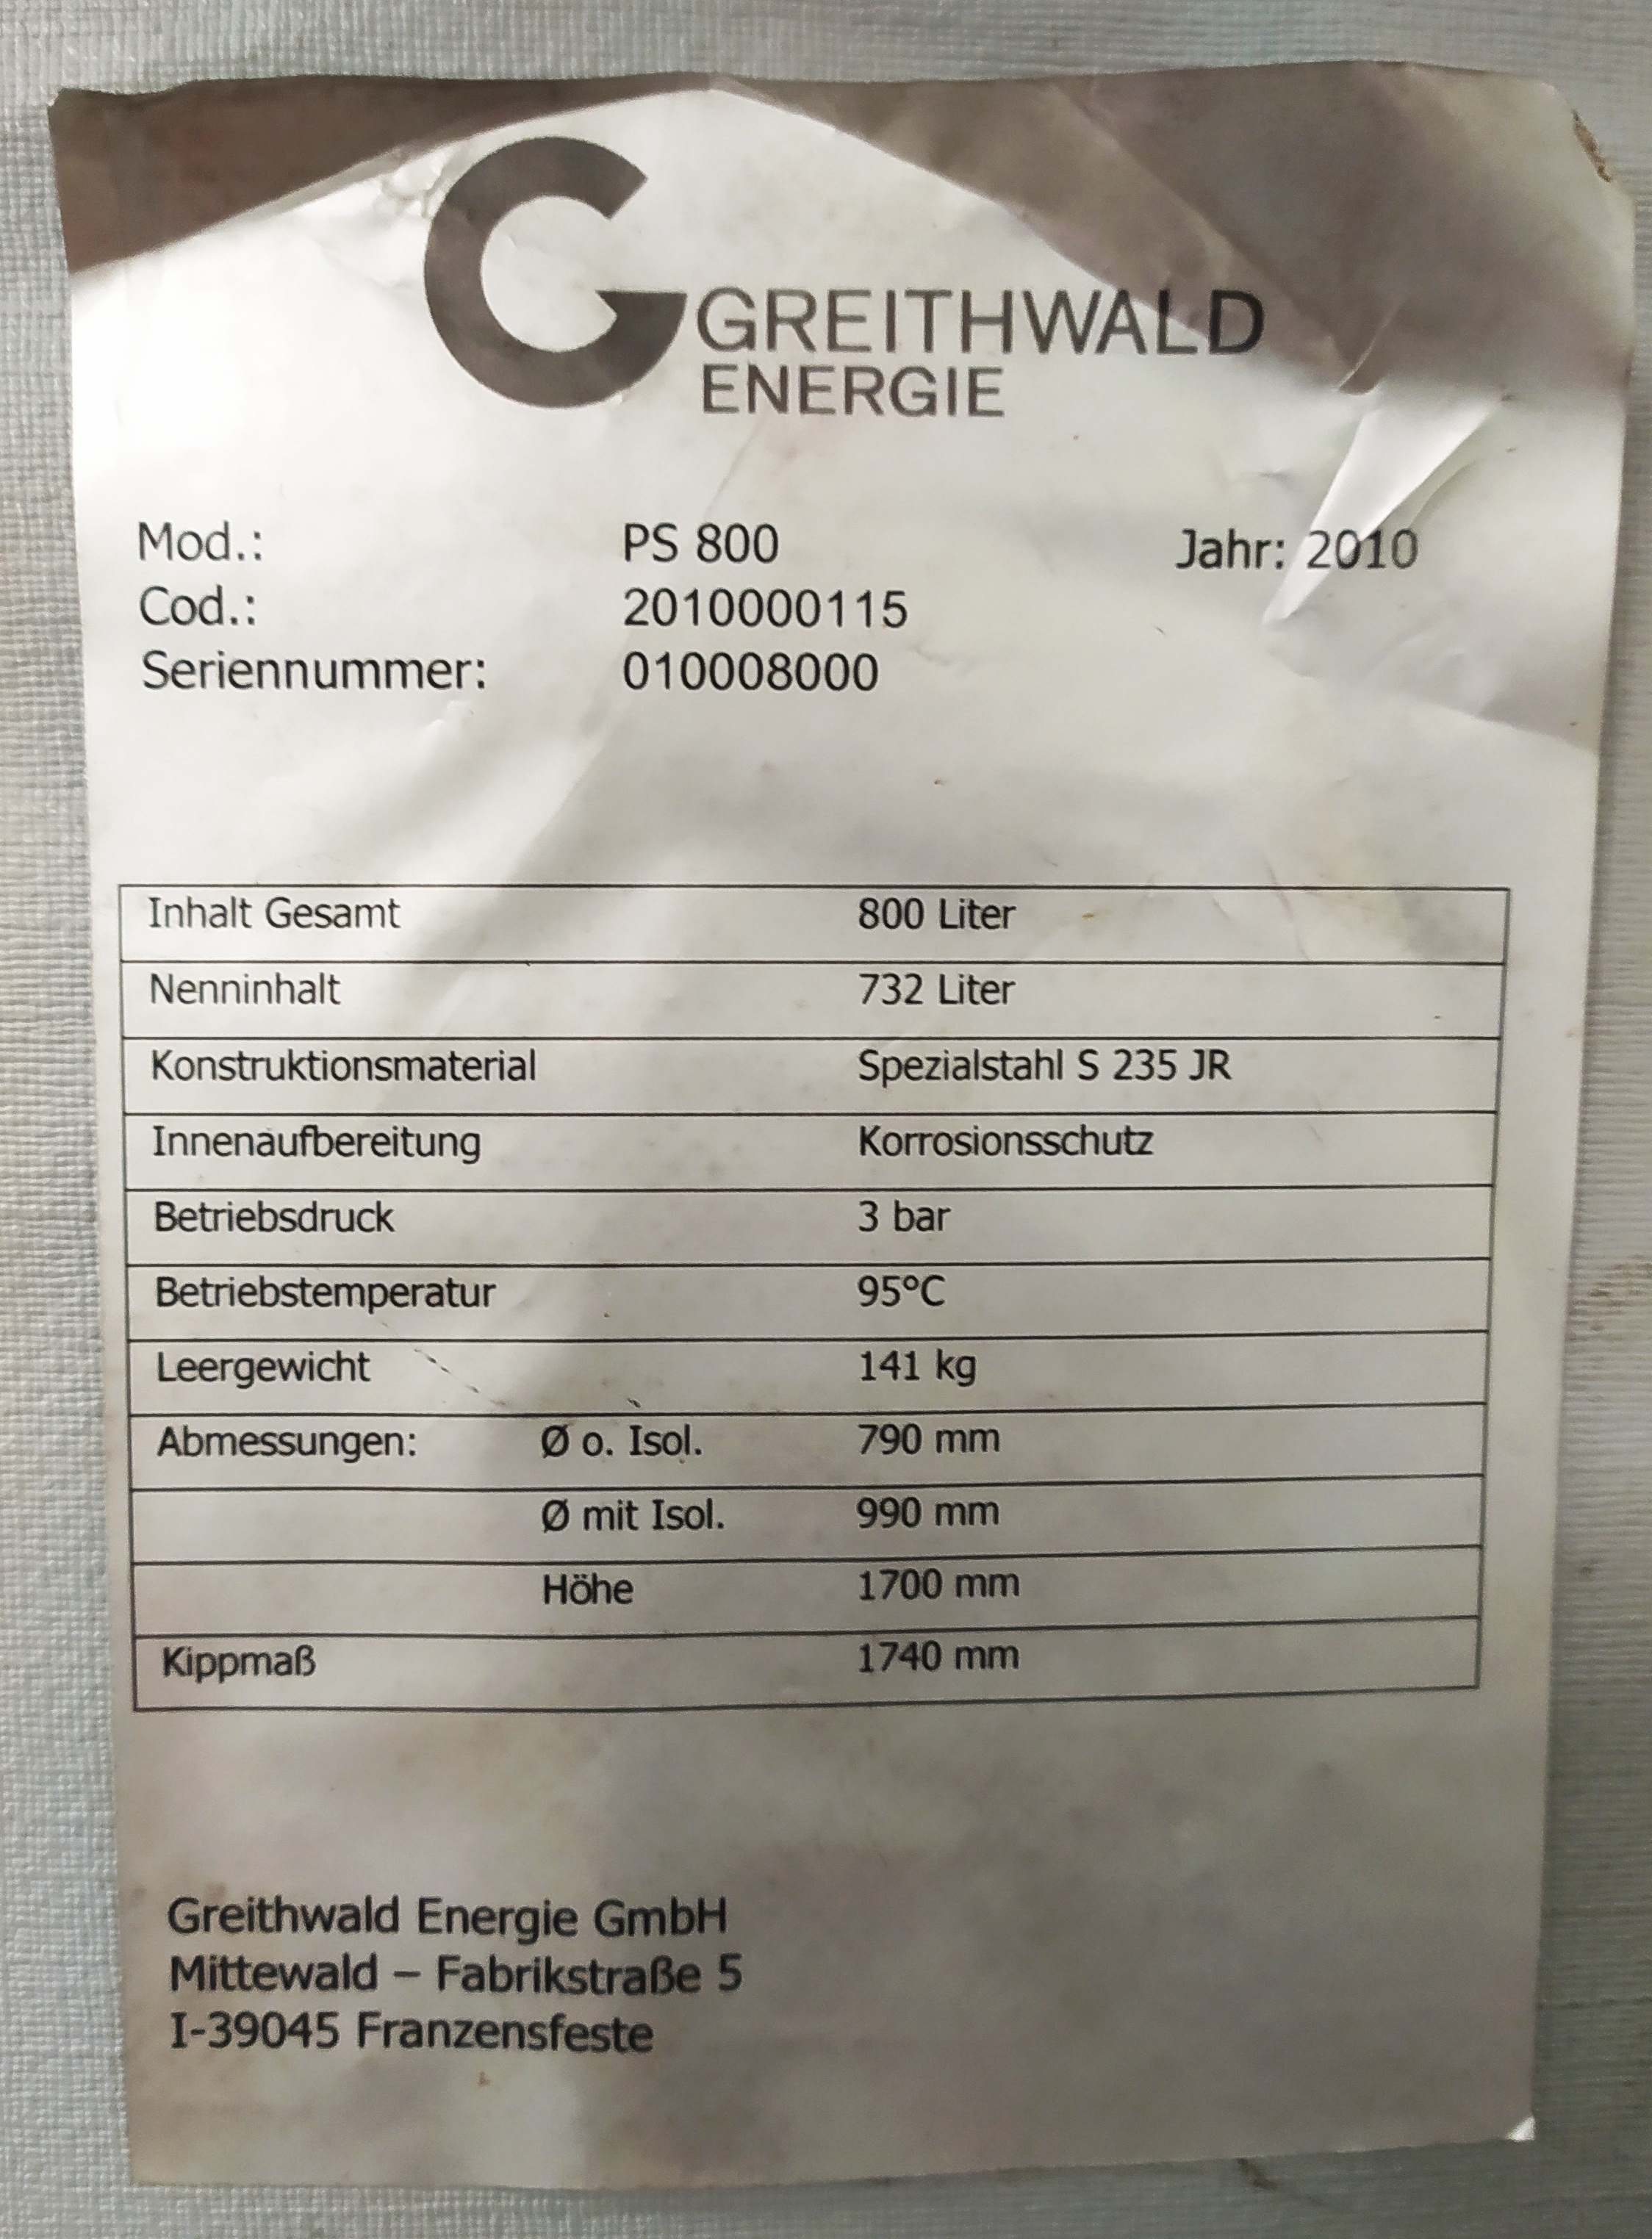 GREITHWALD
ENERGIE
Mod.: PS 800 Jahr: 2010
Cod.: 2010000115
Seriennummer: 010008000
Inhalt Gesamt 800 Liter
Nenninhalt 732 Liter
Konstruktionsmaterial Spezialstahl S 235 JR
Innenaufbereitung Korrosionsschutz
Betriebsdruck 3 bar
Betriebstemperatur 95°C
Leergewicht 141 kg
Abmessungen: Ø o. Isol. 790 mm
Ø mit Isol. 990 mm
Höhe 1700 mm
Kippmaß 1740 mm
Greithwald Energie GmbH
Mittewald – Fabrikstraße 5
I-39045 Franzensfeste